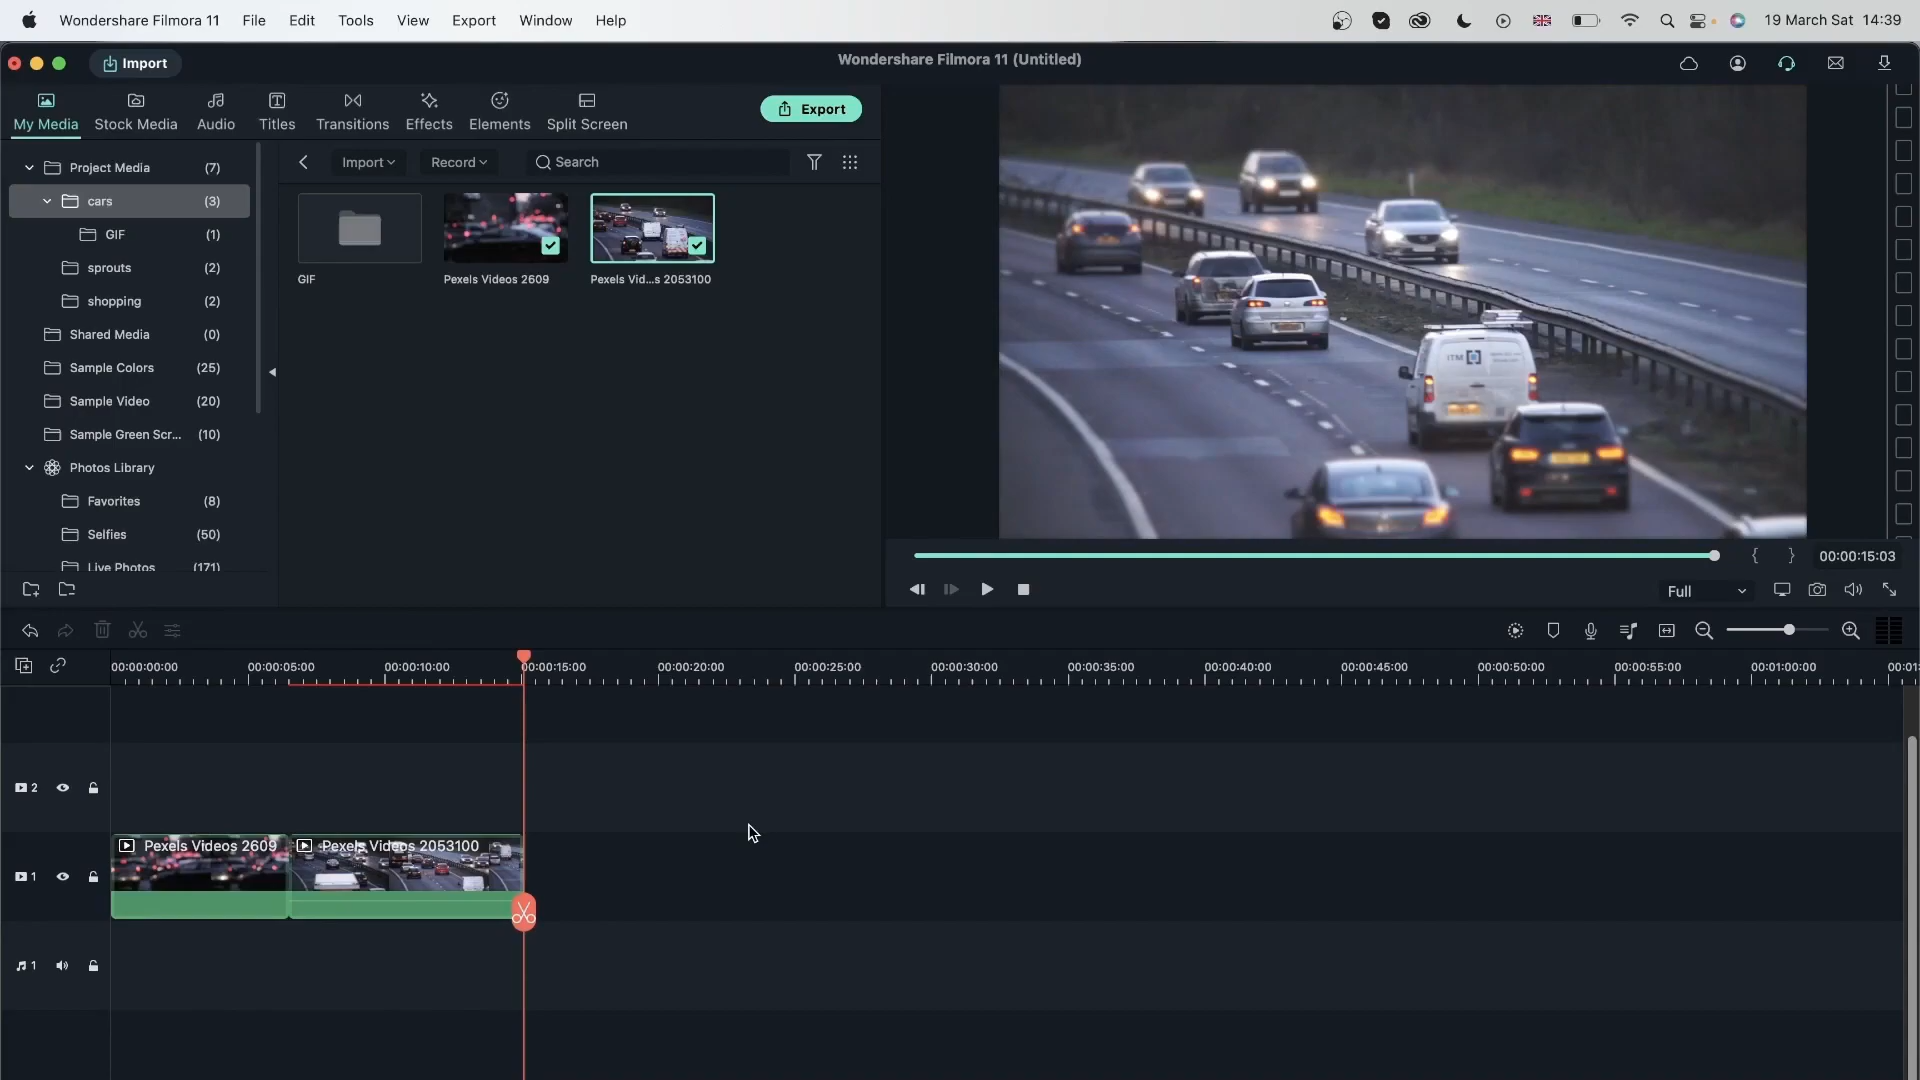 Wondershare Filmora 11 File Edit Tools View Export Window Help 19 March Sat 14:39
Import Wondershare Filmora 11 (Untitled)
My Media Stock Media Audio Titles Transitions Effects Elements Split Screen Export
Project Media (7) Import Record Search
cars (3)
GIF (1)
sprouts (2)
shopping (2)
Shared Media (0)
Sample Colors (25)
Sample Video (20)
Sample Green Scr... (10)
Photos Library
Favorites (8)
Selfies (50)
Live Photos (171)
GIF Pexels Videos 2609 Pexels Vid...s 2053100
ITM
{ } 00:00:15:03
Full
00:00:00:00 00:00:05:00 00:00:10:00 00:00:15:00 00:00:20:00 00:00:25:00 00:00:30:00 00:00:35:00 00:00:40:00 00:00:45:00 00:00:50:00 00:00:55:00 00:01:00:00 00:01:
2
Pexels Videos 2609 Pexels Videos 2053100
1
1